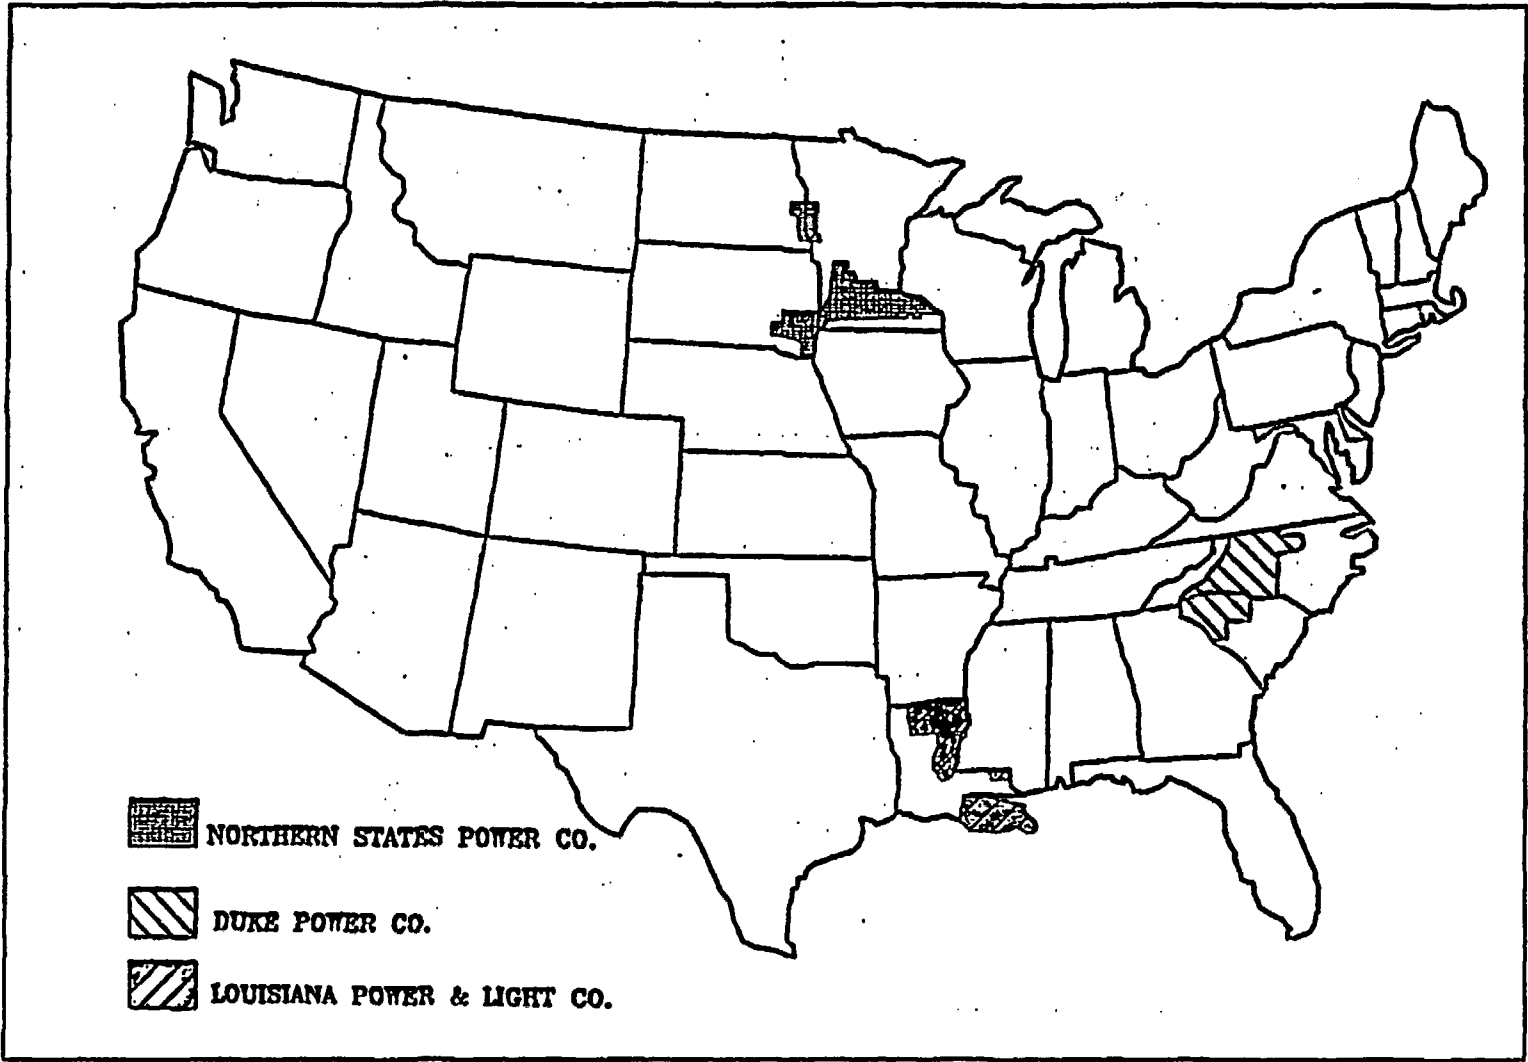 NORTHERN STATES POWER CO.
DUKE POWER CO.
LOUISIANA POWER & LIGHT CO.